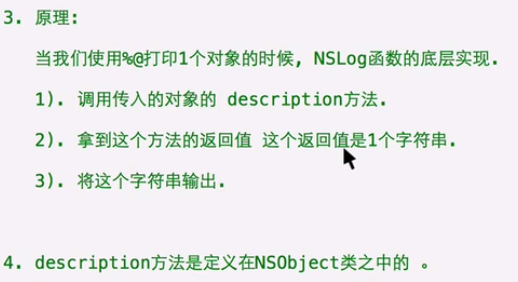 3. 原理:
当我们使用%@打印1个对象的时候, NSLog函数的底层实现.
1). 调用传入的对象的 description方法.
2). 拿到这个方法的返回值 这个返回值是1个字符串.
3). 将这个字符串输出.
4. description方法是定义在NSObject类之中的 。